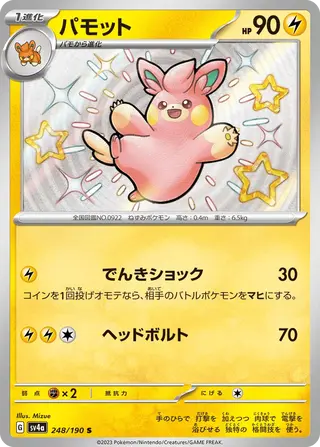 1進化
パモット
HP90
パモから進化
全国図鑑NO.0922 ねずみポケモン 高さ:0.4m 重さ:6.5kg
でんきショック 30
コインを1回投げオモテなら、相手のバトルポケモンをマヒにする。
ヘッドボルト 70
弱点 ×2 抵抗力 にげる
Illus. Mizue
G sv4a 248/190 S
手のひらで 打撃を 加える 肉球で 電撃を
浴びせる 独特の 格闘技を 使う。
©2023 Pokémon/Nintendo/Creatures/GAME FREAK.